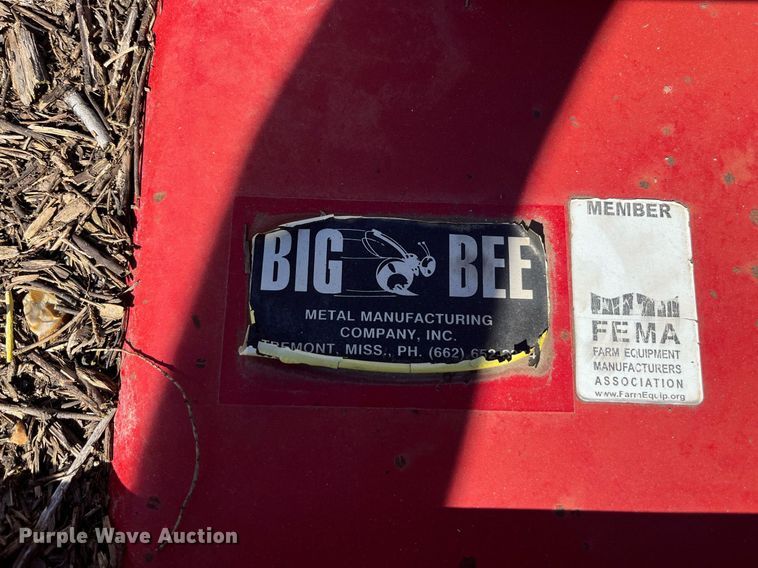 BIG BEE
METAL MANUFACTURING
COMPANY, INC.
TREMONT, MISS., PH. (662)
MEMBER
FEMA
FARM EQUIPMENT
MANUFACTURERS
ASSOCIATION
www.FarmEquip.org
Purple Wave Auction